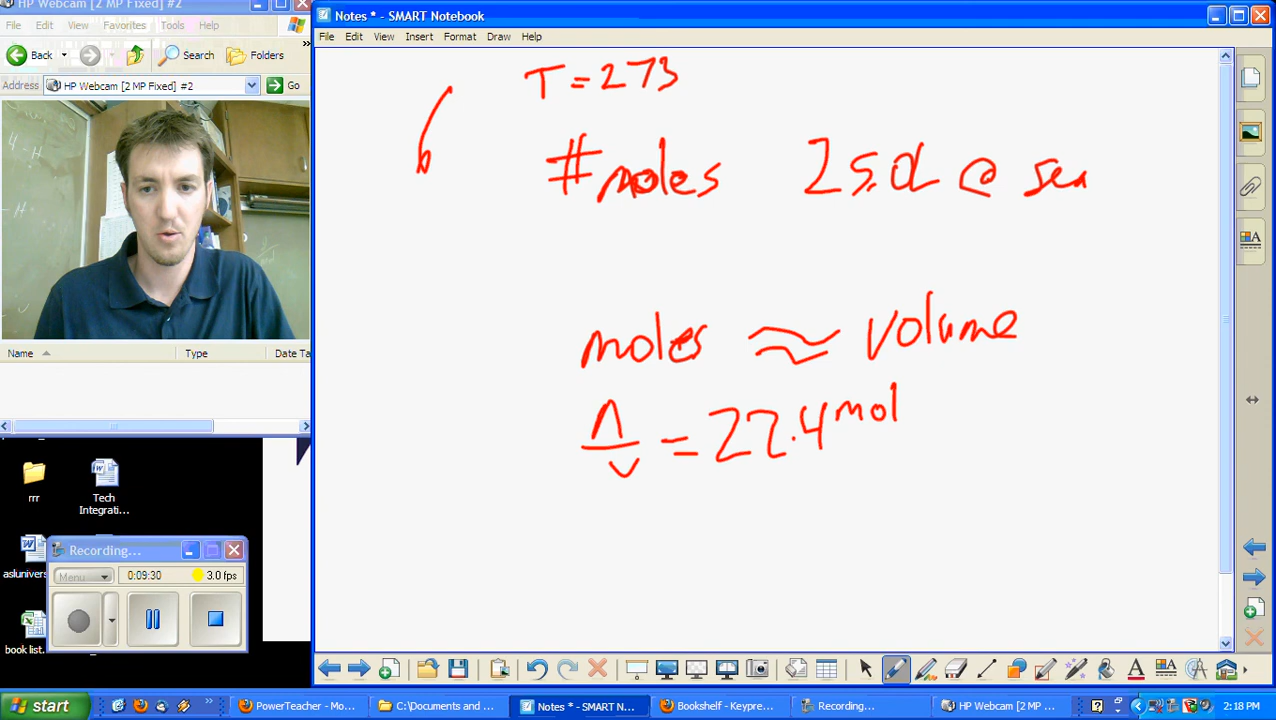 HP Webcam [2 MP Fixed] #2
File Edit View Favorites Tools Help
Back Search Folders
Address HP Webcam [2 MP Fixed] #2 Go
Name Type Date Ta
rrr
Tech Integrati...
aslunivers
book list.
Recording...
Menu 0:09:30 3.0 fps
Notes * - SMART Notebook
File Edit View Insert Format Draw Help
T = 273
# moles 25.0L @ sea
moles ≈ volume
n/v = 22.4 mol
start PowerTeacher - Mo... C:\Documents and ... Notes * - SMART N... Bookshelf - Keypre... Recording... HP Webcam [2 MP ... 2:18 PM